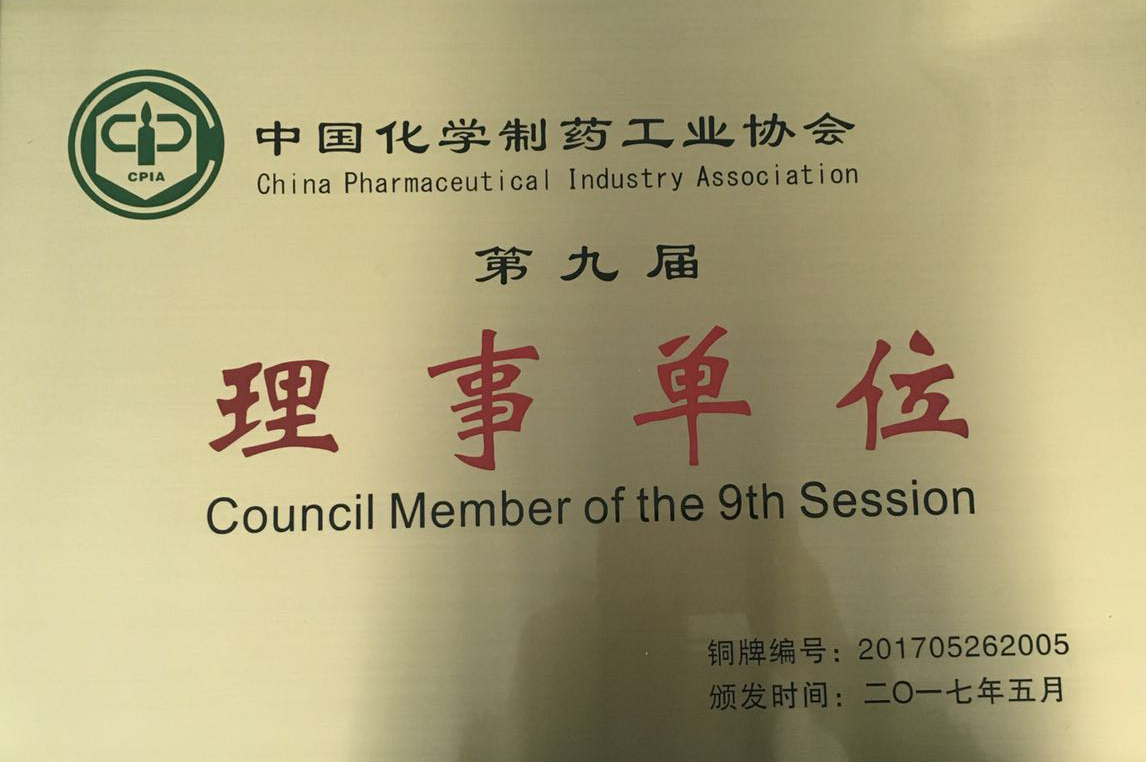 CPIA
中国化学制药工业协会
China Pharmaceutical Industry Association
第九届
理事单位
Council Member of the 9th Session
铜牌编号：201705262005
颁发时间：二〇一七年五月